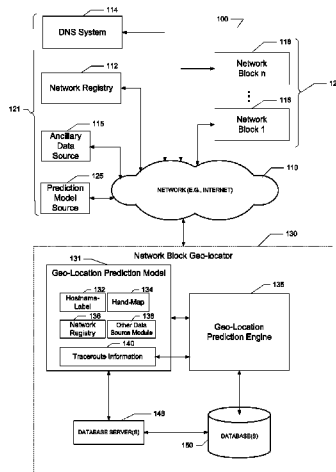 100
114
DNS System
118
Network Block n
12
112
Network Registry
116
Network Block 1
121
115
Ancillary Data Source
110
125
Prediction Model Source
NETWORK (E.G., INTERNET)
130
Network Block Geo-locator
131
Geo-Location Prediction Model
132
134
Hostname-Label
Hand-Map
136
138
Network Registry
Other Data Source Module
140
Traceroute Information
135
Geo-Location Prediction Engine
DATABASE SERVER(S)
150
DATABASE(S)